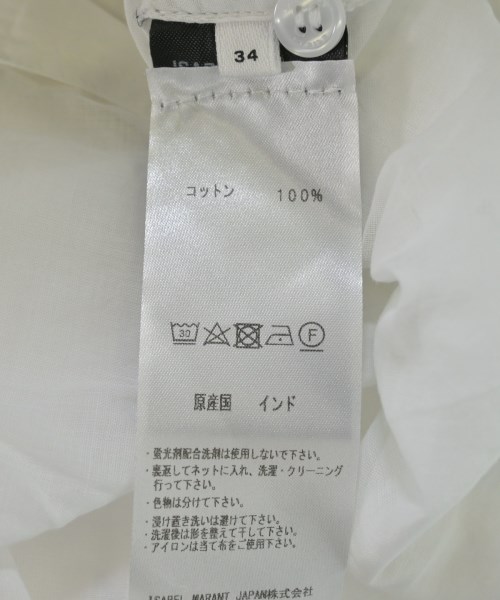 34
コットン 100%
30
F
原産国 インド
・蛍光剤配合洗剤は使用しないで下さい。
・裏返してネットに入れ、洗濯・クリーニング
行って下さい。
・色物は分けて下さい。
・浸け置き洗いは避けて下さい。
・洗濯後は形を整えて干して下さい。
・アイロンは当て布をご使用下さい。
ISABEL MARANT JAPAN株式会社